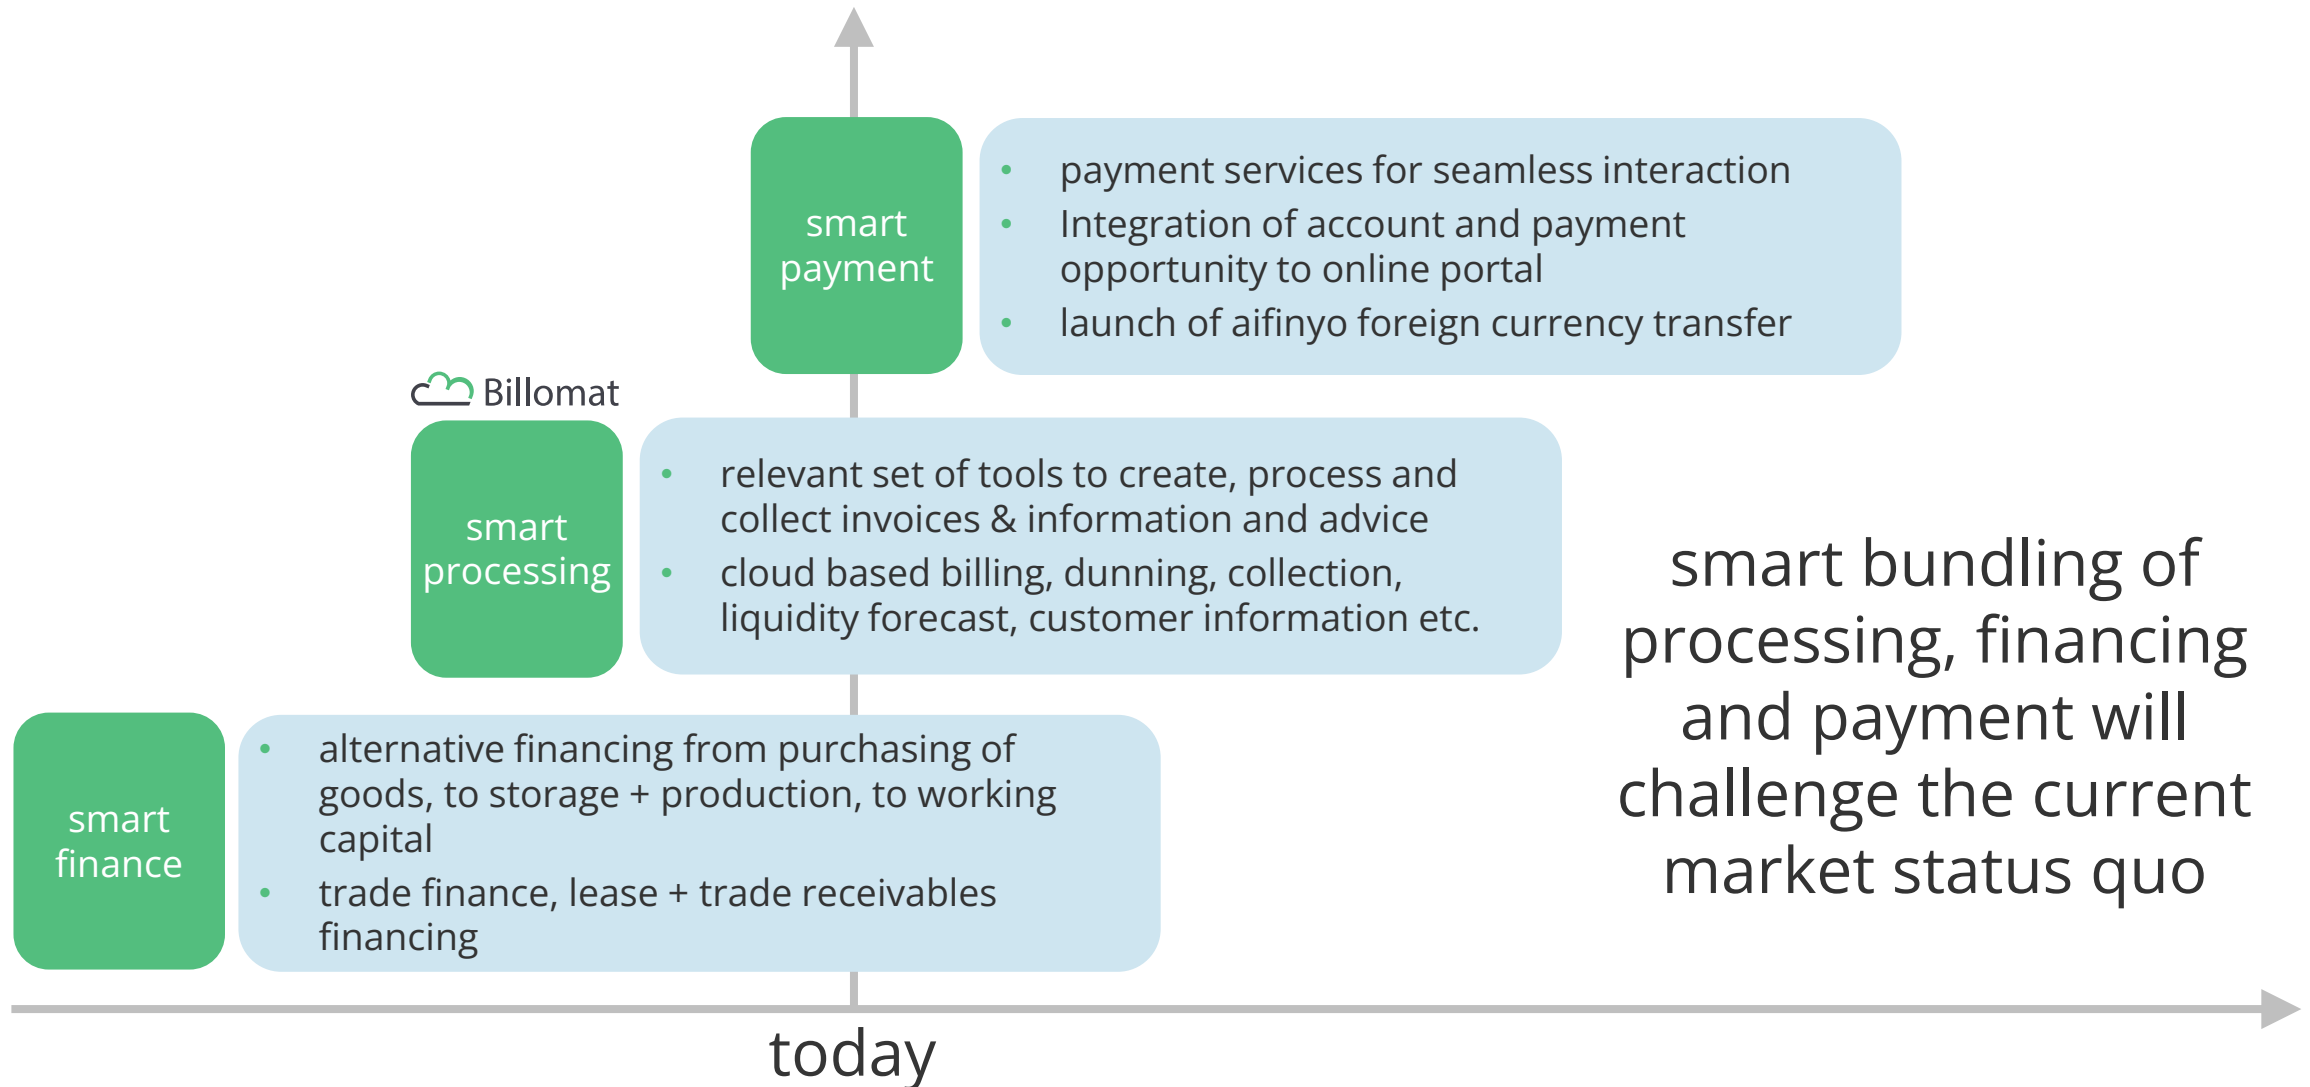 smart
payment
• payment services for seamless interaction
• Integration of account and payment
opportunity to online portal
• launch of aifinyo foreign currency transfer
Billomat
smart
processing
• relevant set of tools to create, process and
collect invoices & information and advice
• cloud based billing, dunning, collection,
liquidity forecast, customer information etc.
smart
finance
• alternative financing from purchasing of
goods, to storage + production, to working
capital
• trade finance, lease + trade receivables
financing
smart bundling of
processing, financing
and payment will
challenge the current
market status quo
today